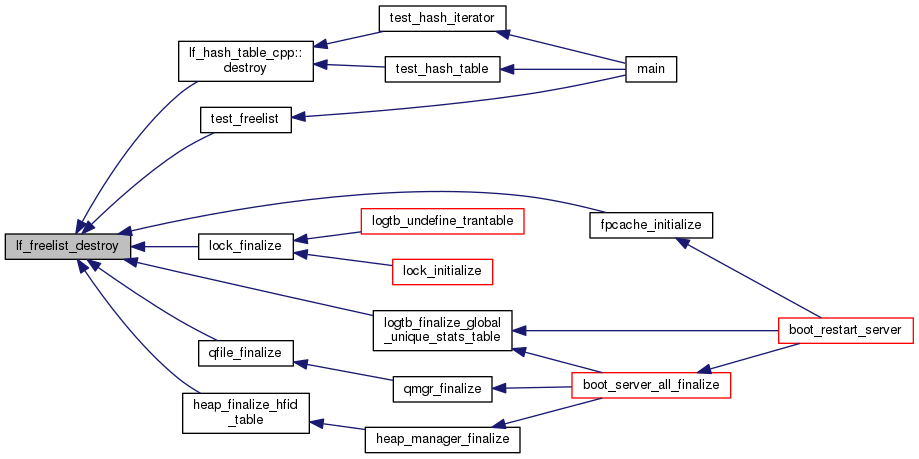 test_hash_iterator
lf_hash_table_cpp::
destroy
test_hash_table
main
test_freelist
logtb_undefine_trantable
fpcache_initialize
lf_freelist_destroy
lock_finalize
lock_initialize
logtb_finalize_global
_unique_stats_table
boot_restart_server
qfile_finalize
qmgr_finalize
boot_server_all_finalize
heap_finalize_hfid
_table
heap_manager_finalize